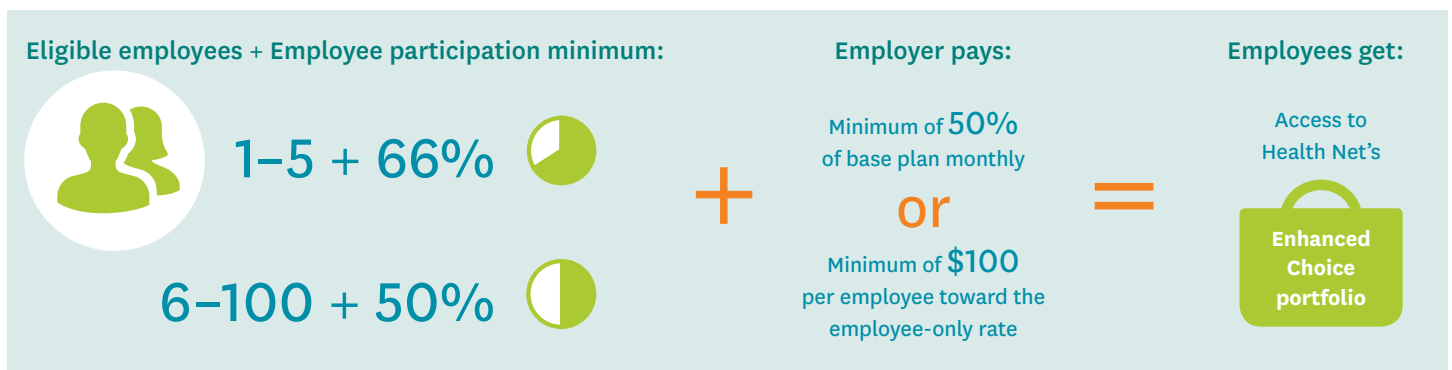 Eligible employees + Employee participation minimum:
1–5 + 66%
6–100 + 50%
+
Employer pays:
Minimum of 50%
of base plan monthly
or
Minimum of $100
per employee toward the
employee-only rate
=
Employees get:
Access to
Health Net's
Enhanced
Choice
portfolio